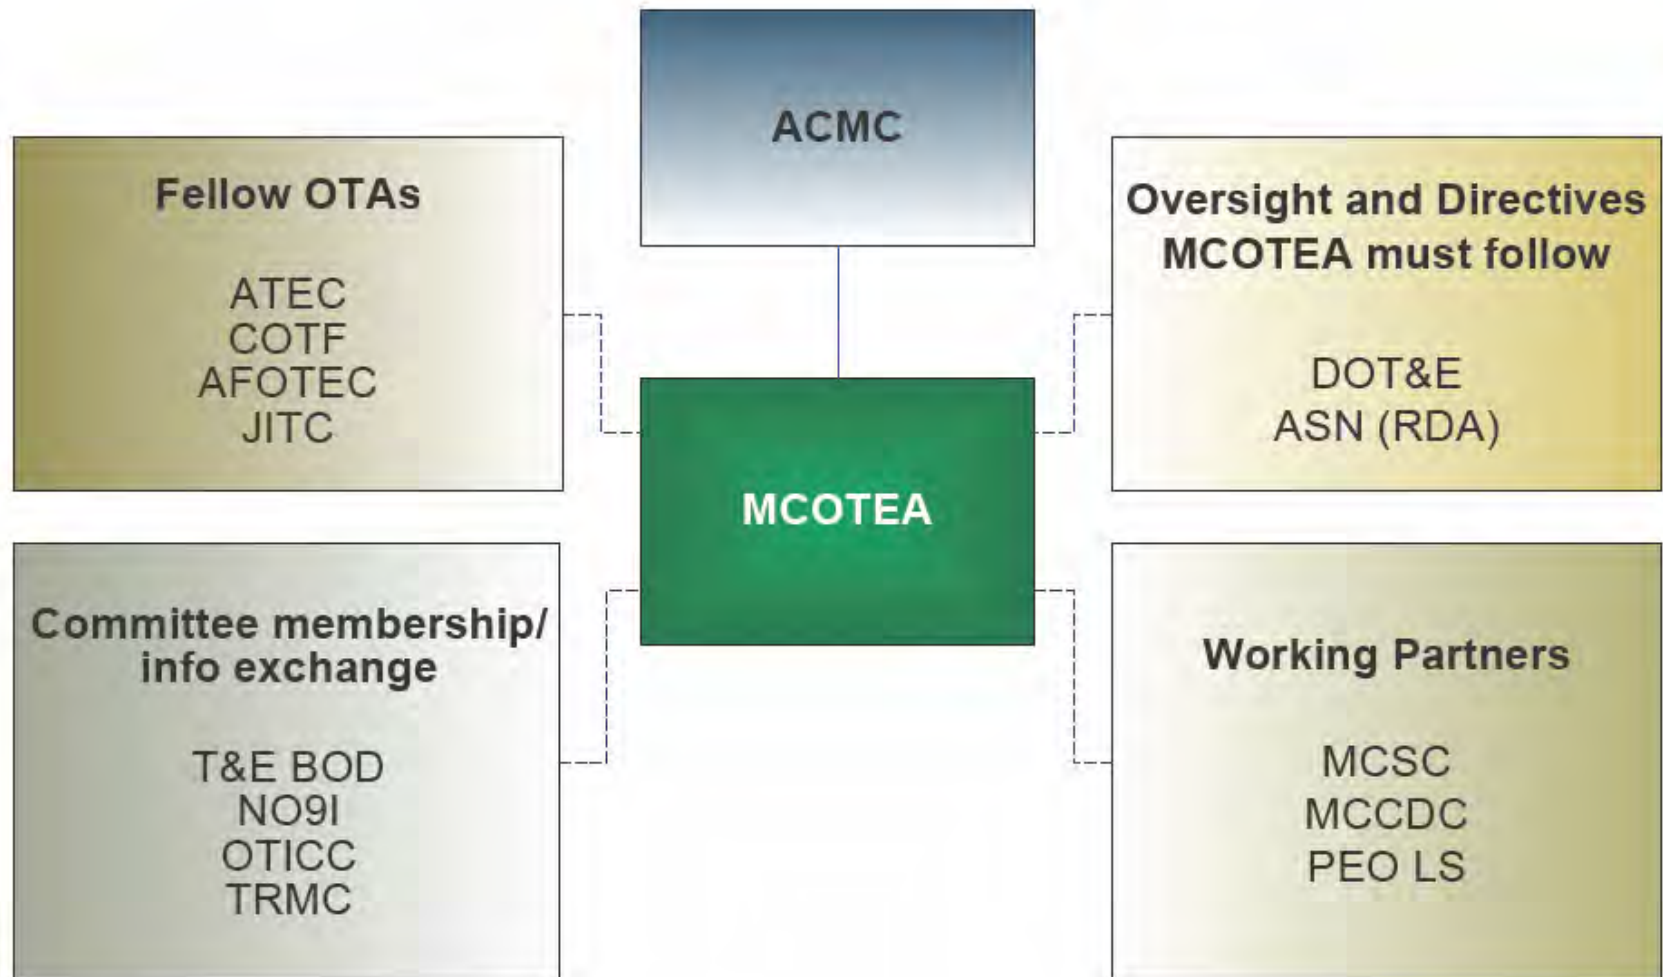 ACMC
Fellow OTAs
ATEC
COTF
AFOTEC
JITC
Oversight and Directives
MCOTEA must follow
DOT&E
ASN (RDA)
MCOTEA
Committee membership/
info exchange
T&E BOD
NO9I
OTICC
TRMC
Working Partners
MCSC
MCCDC
PEO LS